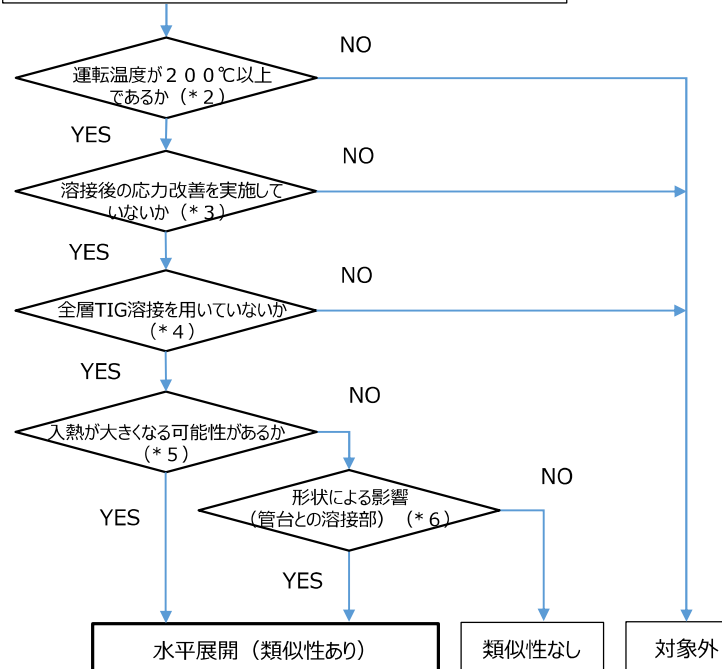 NO
運転温度が２００℃以上
であるか（*２）
YES
NO
溶接後の応力改善を実施して
いないか（*３）
YES
NO
全層TIG溶接を用いていないか
（*４）
YES
NO
入熱が大きくなる可能性があるか
（*５）
NO
形状による影響
（管台との溶接部）（*６）
YES
YES
水平展開（類似性あり）
類似性なし
対象外